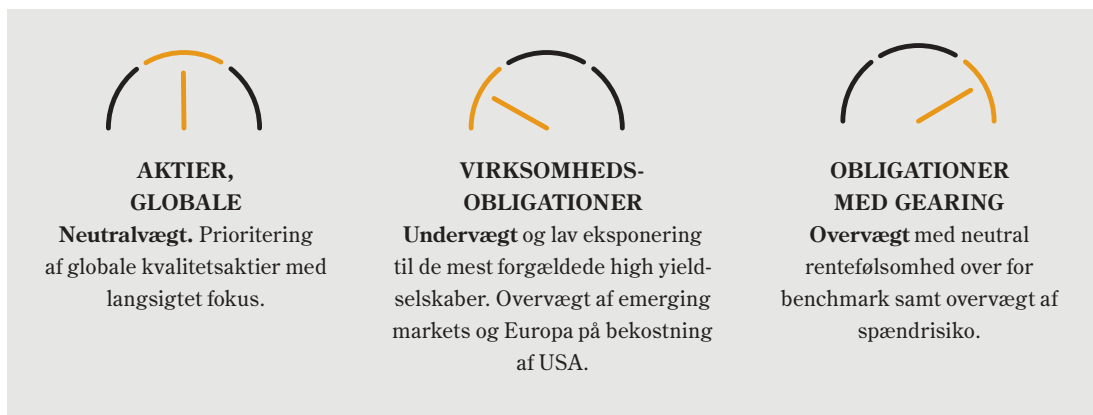 AKTIER,
GLOBALE
Neutralvægt. Prioritering
af globale kvalitetsaktier med
langsigtet fokus.
VIRKSOMHEDS-
OBLIGATIONER
Undervægt og lav eksponering
til de mest forgældede high yield-
selskaber. Overvægt af emerging
markets og Europa på bekostning
af USA.
OBLIGATIONER
MED GEARING
Overvægt med neutral
rentefølsomhed over for
benchmark samt overvægt af
spændrisiko.